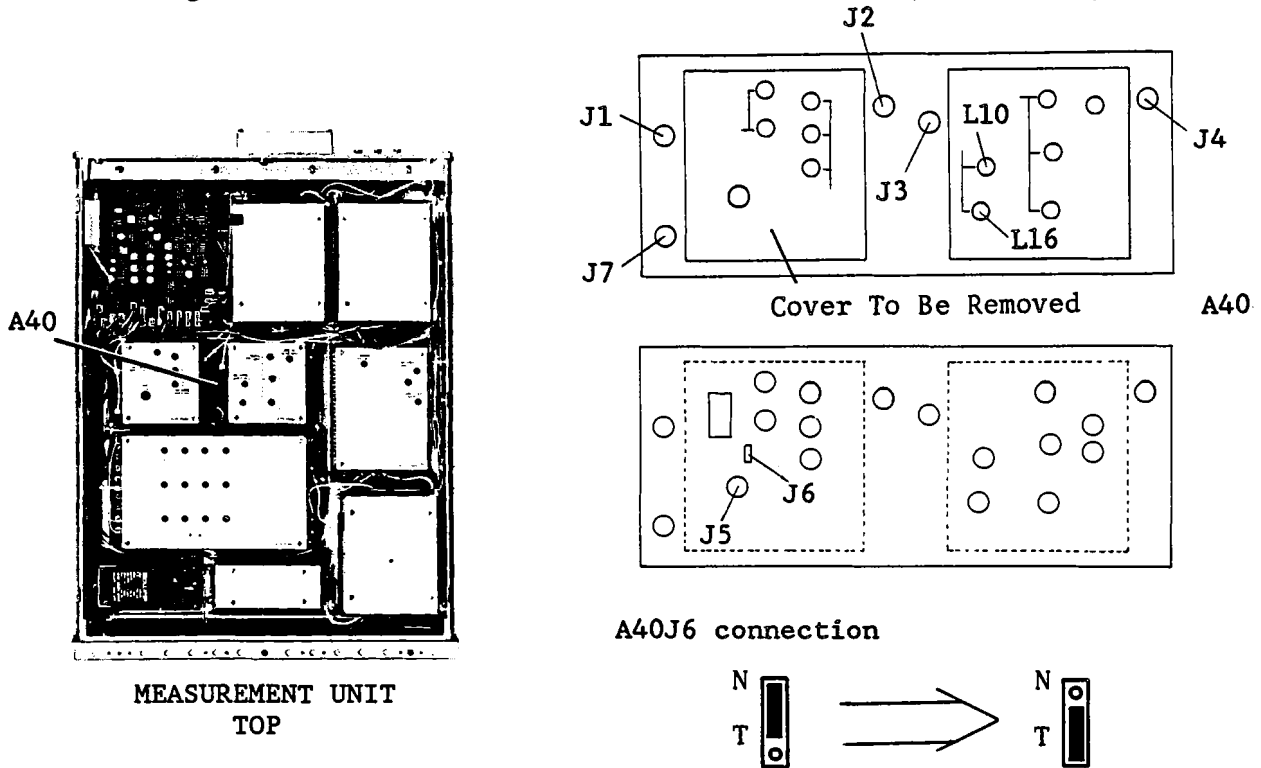 J2
J1
L10
J4
J3
L16
J7
Cover To Be Removed
A40
A40
J6
J5
A40J6 connection
MEASUREMENT UNIT
TOP
N
T
N
T